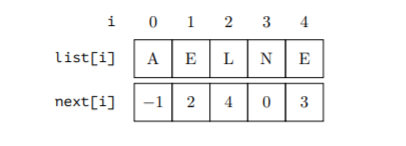 i 0 1 2 3 4
list[i] A E L N E
next[i] −1 2 4 0 3